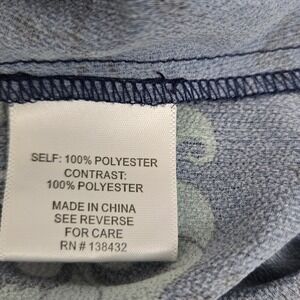 SELF: 100% POLYESTER
CONTRAST:
100% POLYESTER
MADE IN CHINA
SEE REVERSE
FOR CARE
RN # 138432